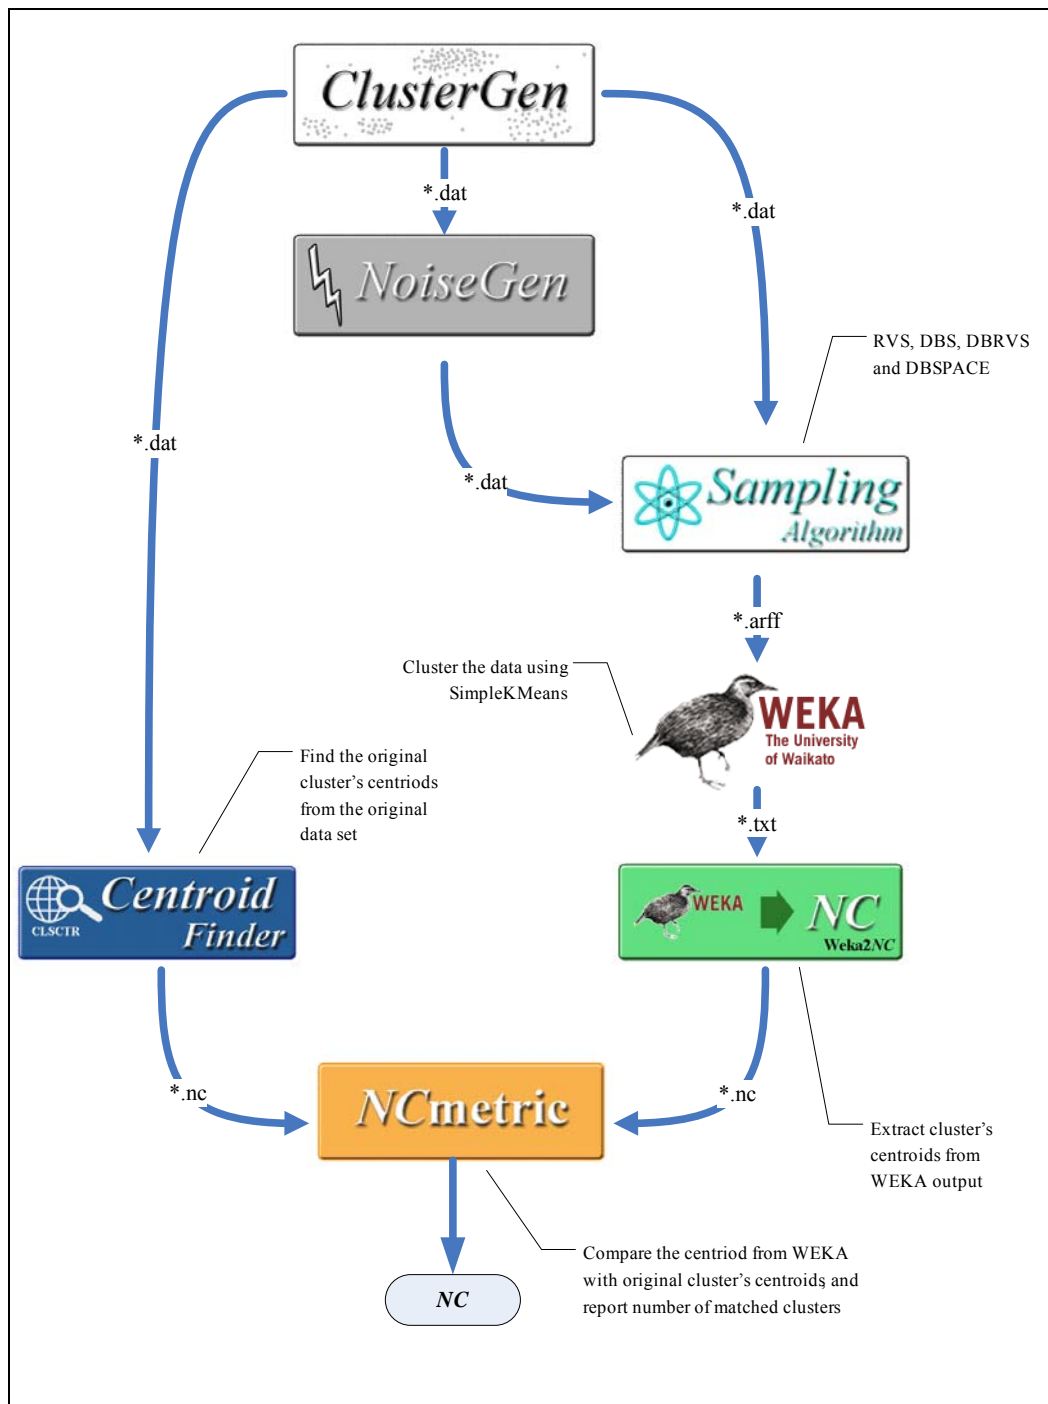 ClusterGen
*.dat
*.dat
NoiseGen
RVS, DBS, DBRVS
and DBSPACE
*.dat
*.dat
Sampling
Algorithm
*.arff
Cluster the data using
SimpleKMeans
WEKA
The University
of Waikato
Find the original
cluster's centriods
from the original
data set
*.txt
Centroid
Finder
CLSCTR
WEKA
NC
Weka2NC
*.nc
*.nc
NCmetric
Extract cluster's
centroids from
WEKA output
Compare the centriod from WEKA
with original cluster's centroids, and
report number of matched clusters
NC